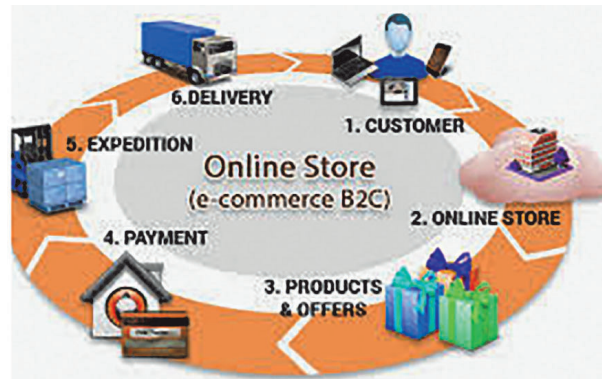 6.DELIVERY
1. CUSTOMER
5. EXPEDITION
Online Store
(e-commerce B2C)
2. ONLINE STORE
4. PAYMENT
3. PRODUCTS
& OFFERS